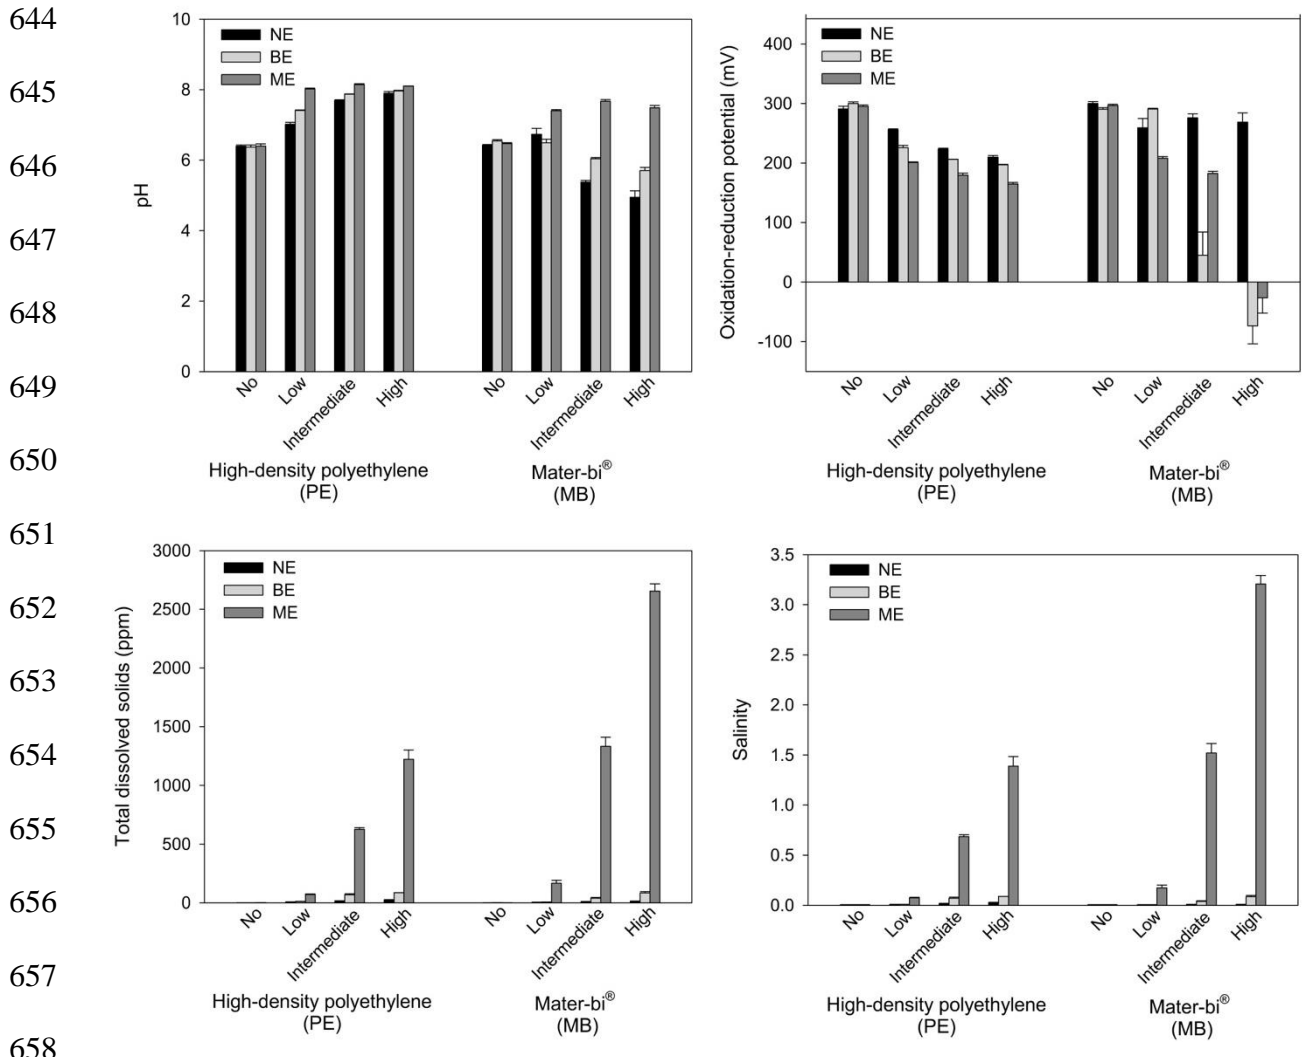 644
645
646
647
648
649
650
651
652
653
654
655
656
657
658
10
8
6
4
2
0
pH
NE
BE
ME
No
Low
Intermediate
High
No
Low
Intermediate
High
High-density polyethylene
(PE)
Mater-bi®
(MB)
400
300
200
100
0
-100
Oxidation-reduction potential (mV)
NE
BE
ME
No
Low
Intermediate
High
No
Low
Intermediate
High
High-density polyethylene
(PE)
Mater-bi®
(MB)
3000
2500
2000
1500
1000
500
0
Total dissolved solids (ppm)
NE
BE
ME
No
Low
Intermediate
High
No
Low
Intermediate
High
High-density polyethylene
(PE)
Mater-bi®
(MB)
3.5
3.0
2.5
2.0
1.5
1.0
0.5
0.0
Salinity
NE
BE
ME
No
Low
Intermediate
High
No
Low
Intermediate
High
High-density polyethylene
(PE)
Mater-bi®
(MB)